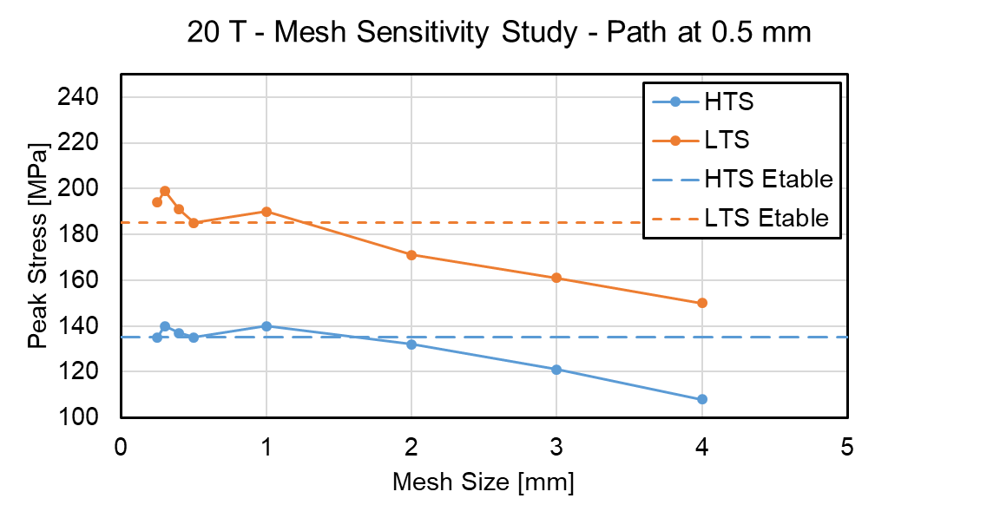 20 T - Mesh Sensitivity Study - Path at 0.5 mm
Peak Stress [MPa]
240
220
200
180
160
140
120
100
0
1
2
3
4
5
Mesh Size [mm]
HTS
LTS
HTS Etable
LTS Etable